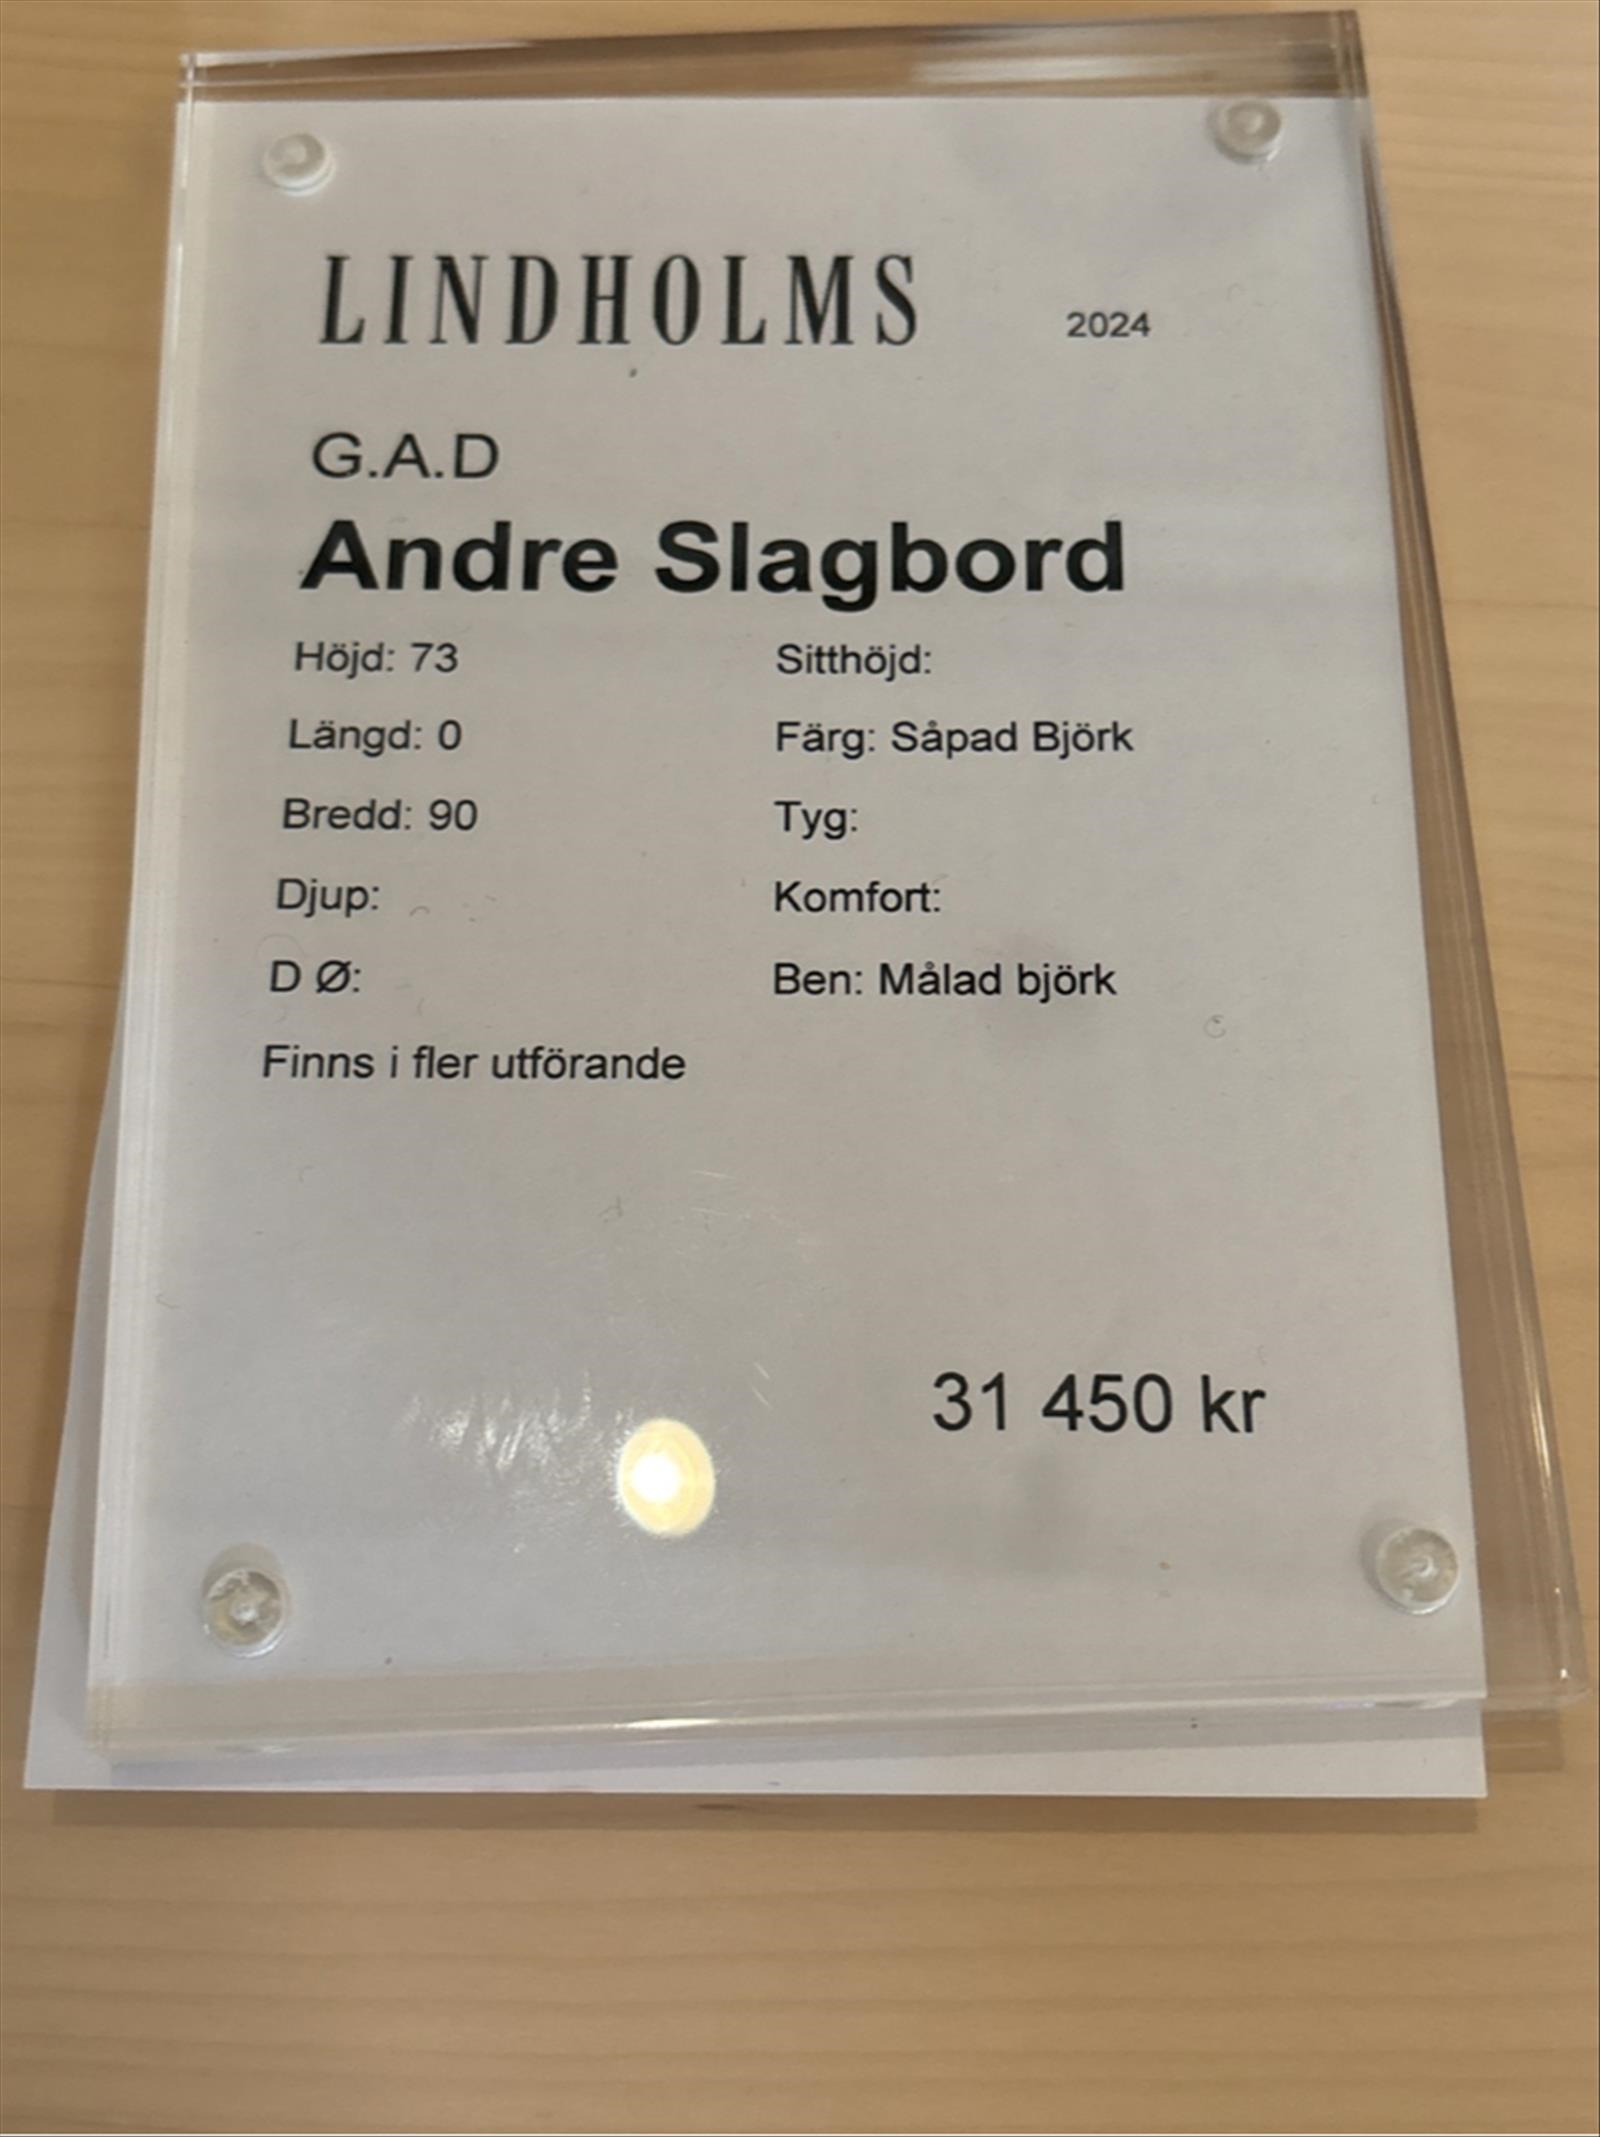 LINDHOLMS 2024
G.A.D
Andre Slagbord
Höjd: 73 Sitthöjd:
Längd: 0 Färg: Såpad Björk
Bredd: 90 Tyg:
Djup: Komfort:
D Ø: Ben: Målad björk
Finns i fler utförande
31 450 kr